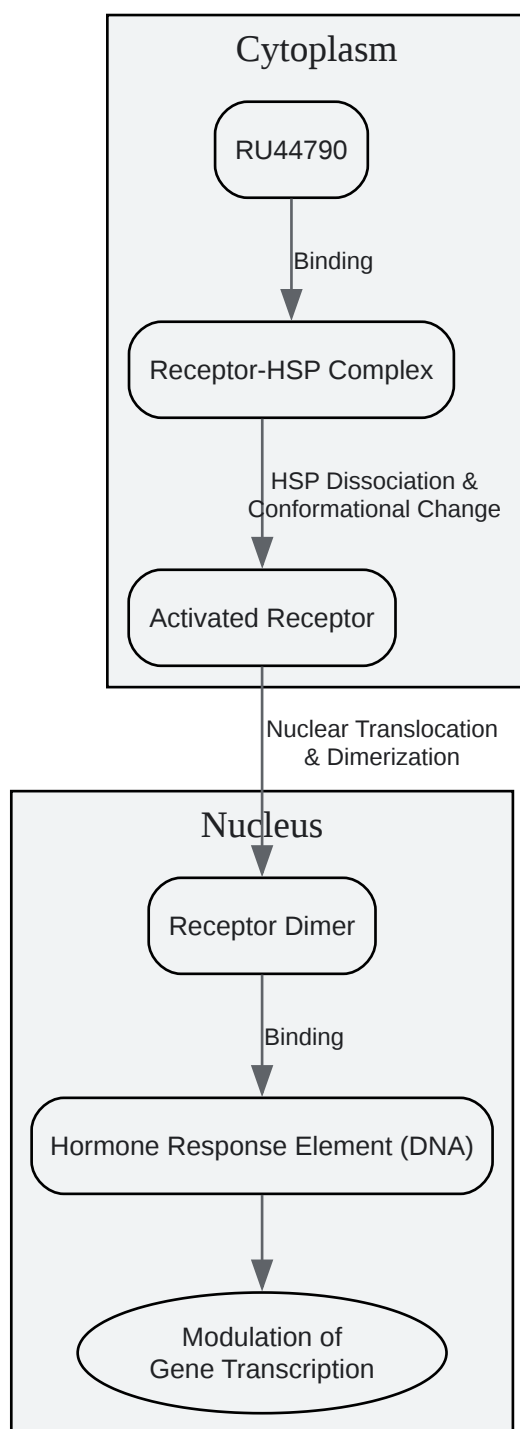 Cytoplasm
RU44790
Binding
Receptor-HSP Complex
HSP Dissociation &
Conformational Change
Activated Receptor
Nuclear Translocation
& Dimerization
Nucleus
Receptor Dimer
Binding
Hormone Response Element (DNA)
Modulation of
Gene Transcription